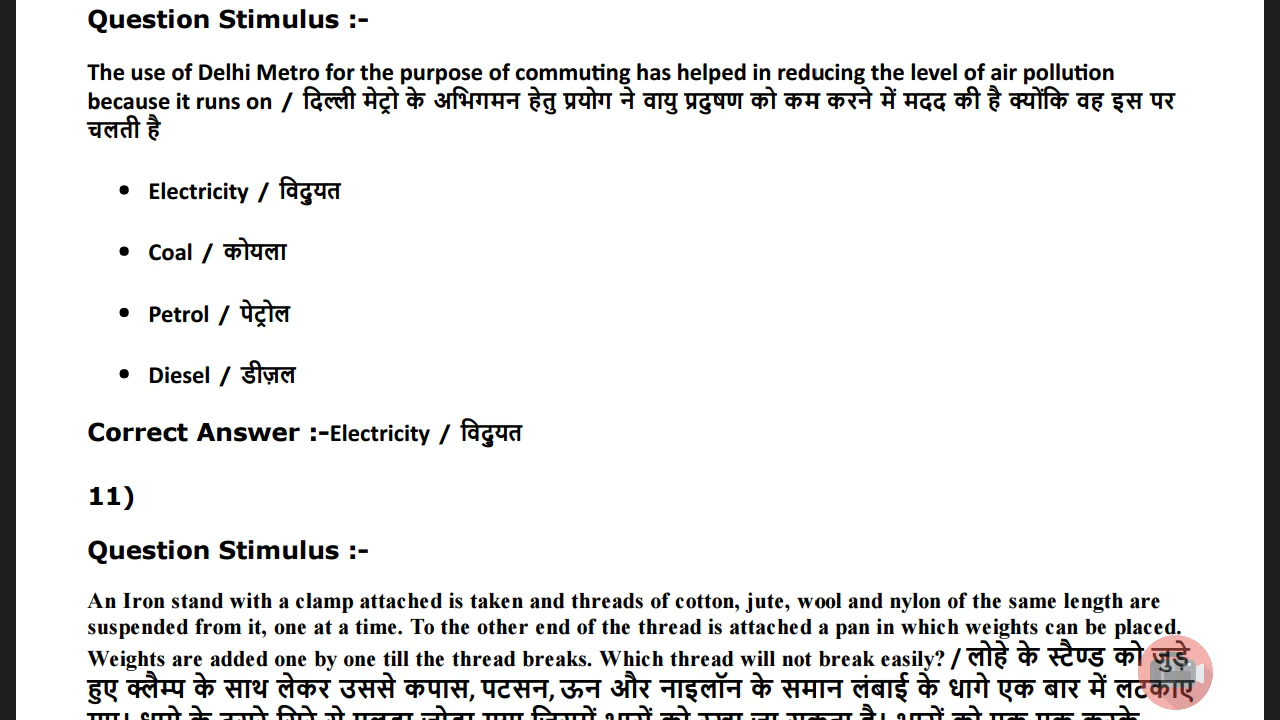 Question Stimulus :-
The use of Delhi Metro for the purpose of commuting has helped in reducing the level of air pollution
because it runs on / दिल्ली मेट्रो के अभिगमन हेतु प्रयोग ने वायु प्रदुषण को कम करने में मदद की है क्योंकि वह इस पर
चलती है
• Electricity / विदुयत
• Coal / कोयला
• Petrol / पेट्रोल
• Diesel / डीज़ल
Correct Answer :-Electricity / विदुयत
11)
Question Stimulus :-
An Iron stand with a clamp attached is taken and threads of cotton, jute, wool and nylon of the same length are
suspended from it, one at a time. To the other end of the thread is attached a pan in which weights can be placed.
Weights are added one by one till the thread breaks. Which thread will not break easily? / लोहे के स्टैण्ड को जुड़े
हुए क्लैम्प के साथ लेकर उससे कपास, पटसन, ऊन और नाइलॉन के समान लंबाई के धागे एक बार में लटकाए